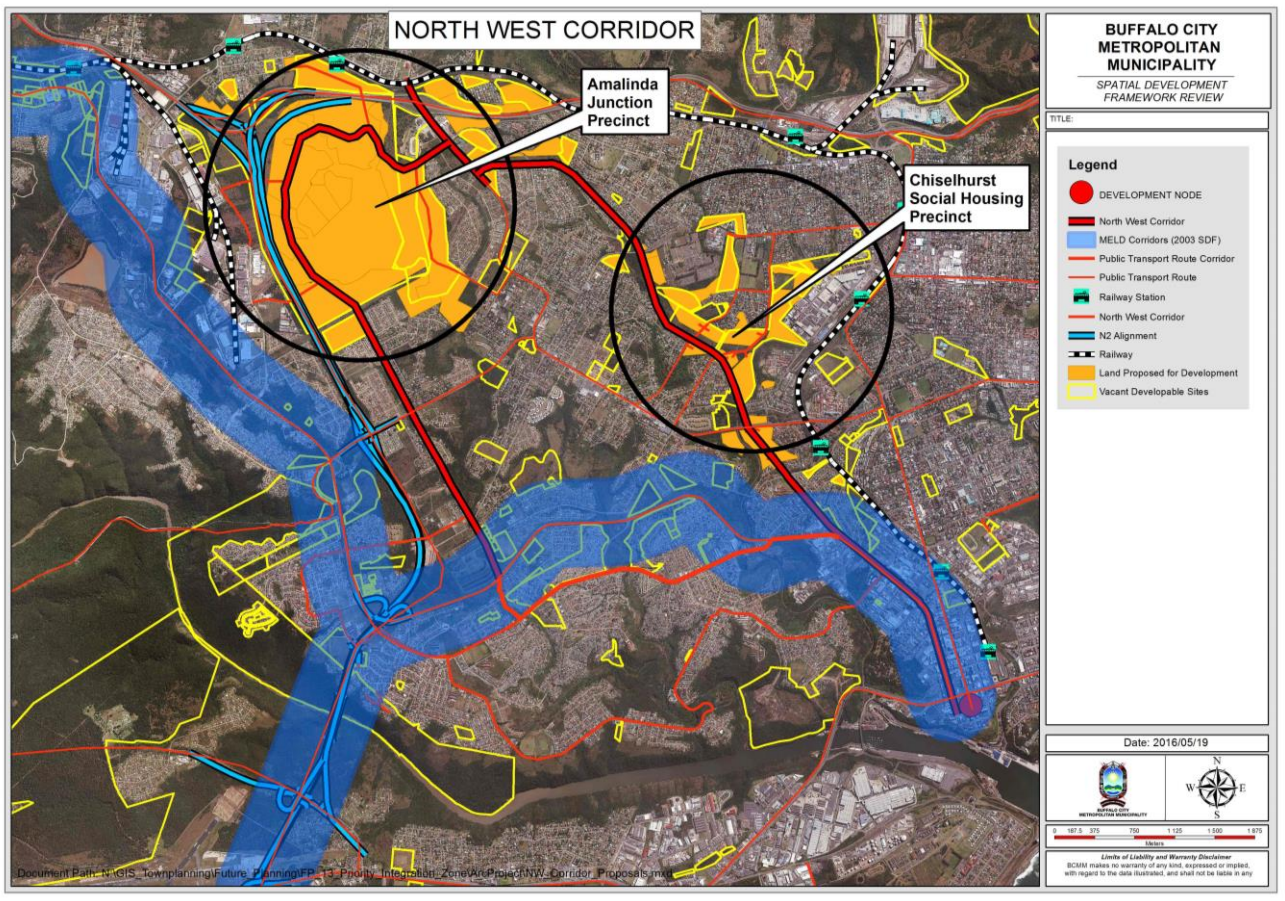 NORTH WEST CORRIDOR
Amalinda
Junction
Precinct
Chiselhurst
Social Housing
Precinct
Document Path: N:\GIS_Townplanning\Future_Planning\FP_13_Priority_Integration_Zone\ArcProject\NW_Corridor_Proposals.mxd
BUFFALO CITY
METROPOLITAN
MUNICIPALITY
SPATIAL DEVELOPMENT
FRAMEWORK REVIEW
TITLE:
Legend
DEVELOPMENT NODE
North West Corridor
MELD Corridors (2003 SDF)
Public Transport Route Corridor
Public Transport Route
Railway Station
North West Corridor
N2 Alignment
Railway
Land Proposed for Development
Vacant Developable Sites
Date: 2016/05/19
BUFFALO CITY
METROPOLITAN MUNICIPALITY
N
W E
S
0 187.5 375 750 1 125 1 500 1 875
Meters
Limits of Liability and Warranty Disclaimer
BCMM makes no warranty of any kind, expressed or implied,
with regard to the data illustrated, and shall not be liable in any